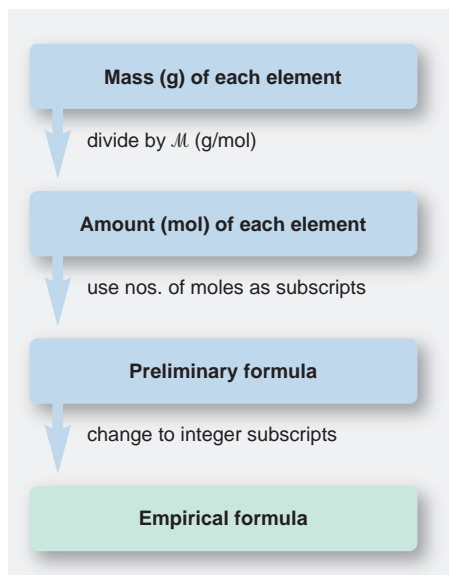 Mass (g) of each element
divide by ℳ (g/mol)
Amount (mol) of each element
use nos. of moles as subscripts
Preliminary formula
change to integer subscripts
Empirical formula